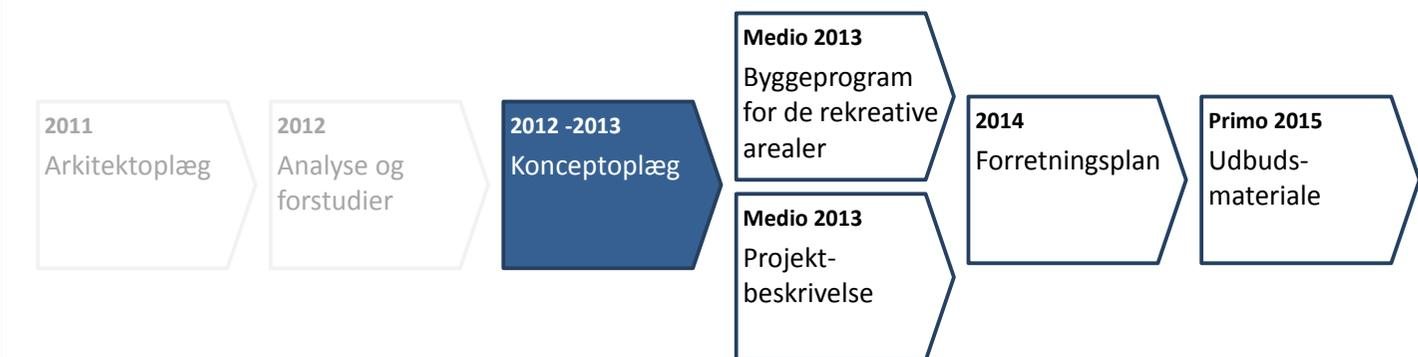 2011
Arkitektoplæg
2012
Analyse og
forstudier
2012 -2013
Konceptoplæg
Medio 2013
Byggeprogram
for de rekreative
arealer
Medio 2013
Projekt-
beskrivelse
2014
Forretningsplan
Primo 2015
Udbuds-
materiale